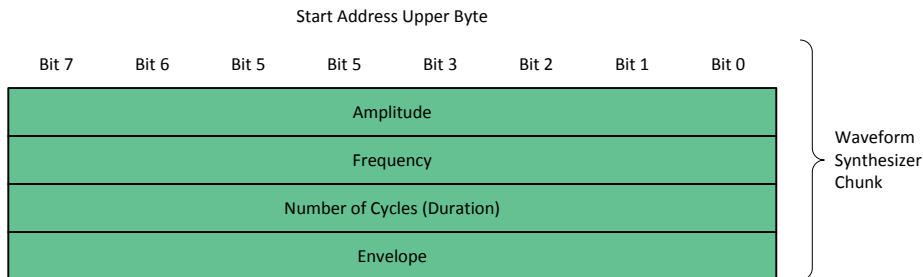 Start Address Upper Byte
Bit 7 Bit 6 Bit 5 Bit 5 Bit 3 Bit 2 Bit 1 Bit 0
Amplitude
Frequency
Number of Cycles (Duration)
Envelope
Waveform
Synthesizer
Chunk